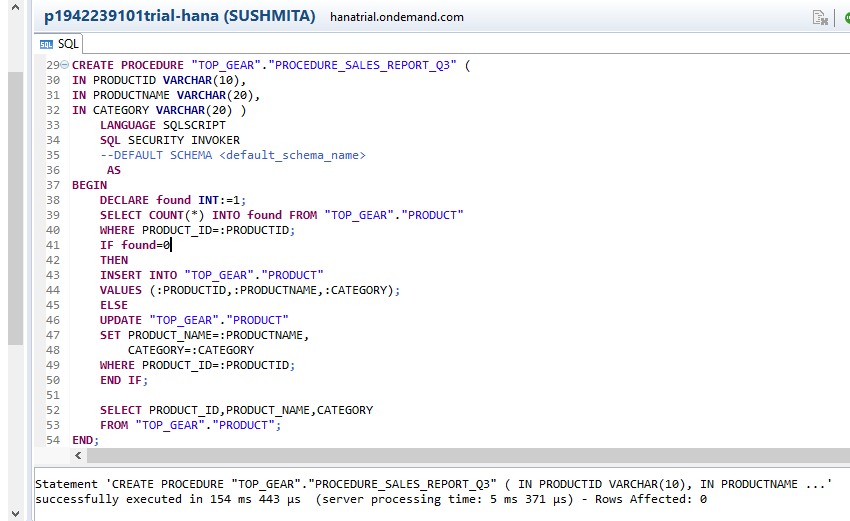 p1942239101trial-hana (SUSHMITA) hanatrial.ondemand.com
SQL SQL
29 CREATE PROCEDURE "TOP_GEAR"."PROCEDURE_SALES_REPORT_Q3" (
30 IN PRODUCTID VARCHAR(10),
31 IN PRODUCTNAME VARCHAR(20),
32 IN CATEGORY VARCHAR(20) )
33 LANGUAGE SQLSCRIPT
34 SQL SECURITY INVOKER
35 --DEFAULT SCHEMA <default_schema_name>
36 AS
37 BEGIN
38 DECLARE found INT:=1;
39 SELECT COUNT(*) INTO found FROM "TOP_GEAR"."PRODUCT"
40 WHERE PRODUCT_ID=:PRODUCTID;
41 IF found=0
42 THEN
43 INSERT INTO "TOP_GEAR"."PRODUCT"
44 VALUES (:PRODUCTID,:PRODUCTNAME,:CATEGORY);
45 ELSE
46 UPDATE "TOP_GEAR"."PRODUCT"
47 SET PRODUCT_NAME=:PRODUCTNAME,
48 CATEGORY=:CATEGORY
49 WHERE PRODUCT_ID=:PRODUCTID;
50 END IF;
51
52 SELECT PRODUCT_ID,PRODUCT_NAME,CATEGORY
53 FROM "TOP_GEAR"."PRODUCT";
54 END;
Statement 'CREATE PROCEDURE "TOP_GEAR"."PROCEDURE_SALES_REPORT_Q3" ( IN PRODUCTID VARCHAR(10), IN PRODUCTNAME ...'
successfully executed in 154 ms 443 µs (server processing time: 5 ms 371 µs) - Rows Affected: 0